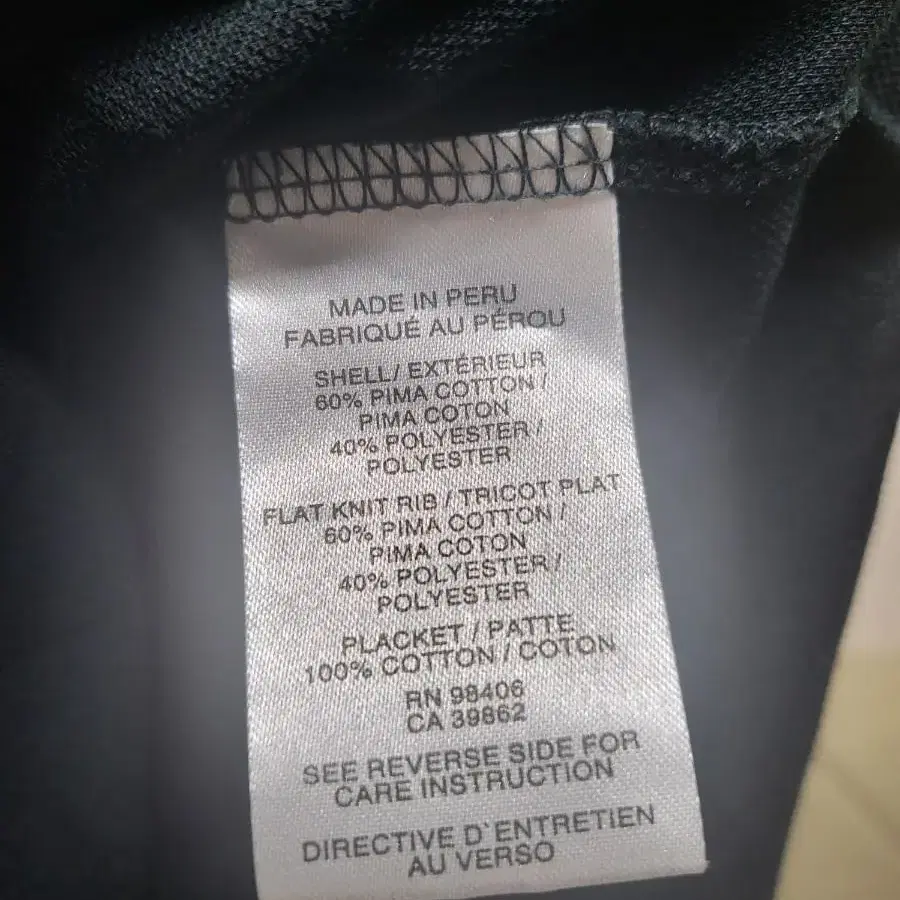 MADE IN PERU
FABRIQUÉ AU PÉROU
SHELL/ EXTÉRIEUR
60% PIMA COTTON /
PIMA COTON
40% POLYESTER /
POLYESTER
FLAT KNIT RIB / TRICOT PLAT
60% PIMA COTTON /
PIMA COTON
40% POLYESTER /
POLYESTER
PLACKET / PATTE
100% COTTON / COTON
RN 98406
CA 39862
SEE REVERSE SIDE FOR
CARE INSTRUCTION
DIRECTIVE D'ENTRETIEN
AU VERSO